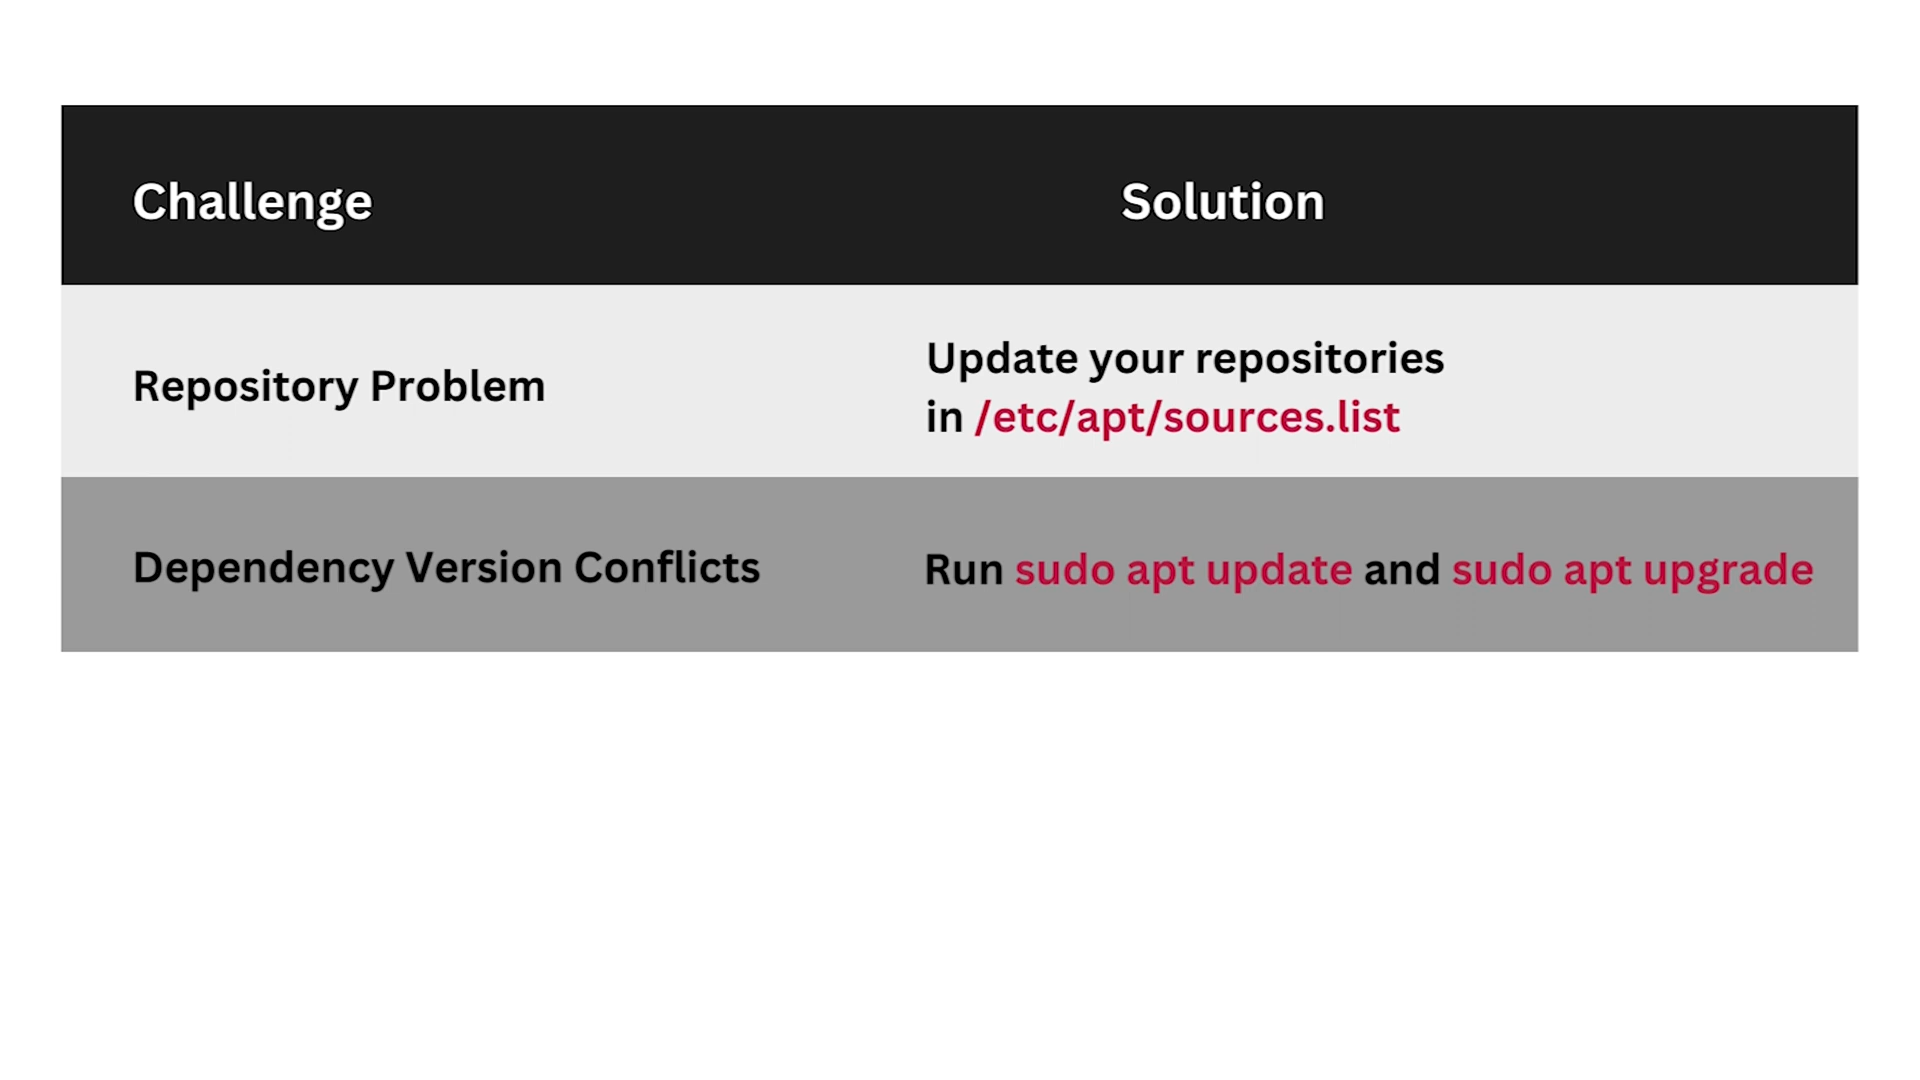 Challenge
Solution
Repository Problem
Update your repositories
in /etc/apt/sources.list
Dependency Version Conflicts
Run sudo apt update and sudo apt upgrade